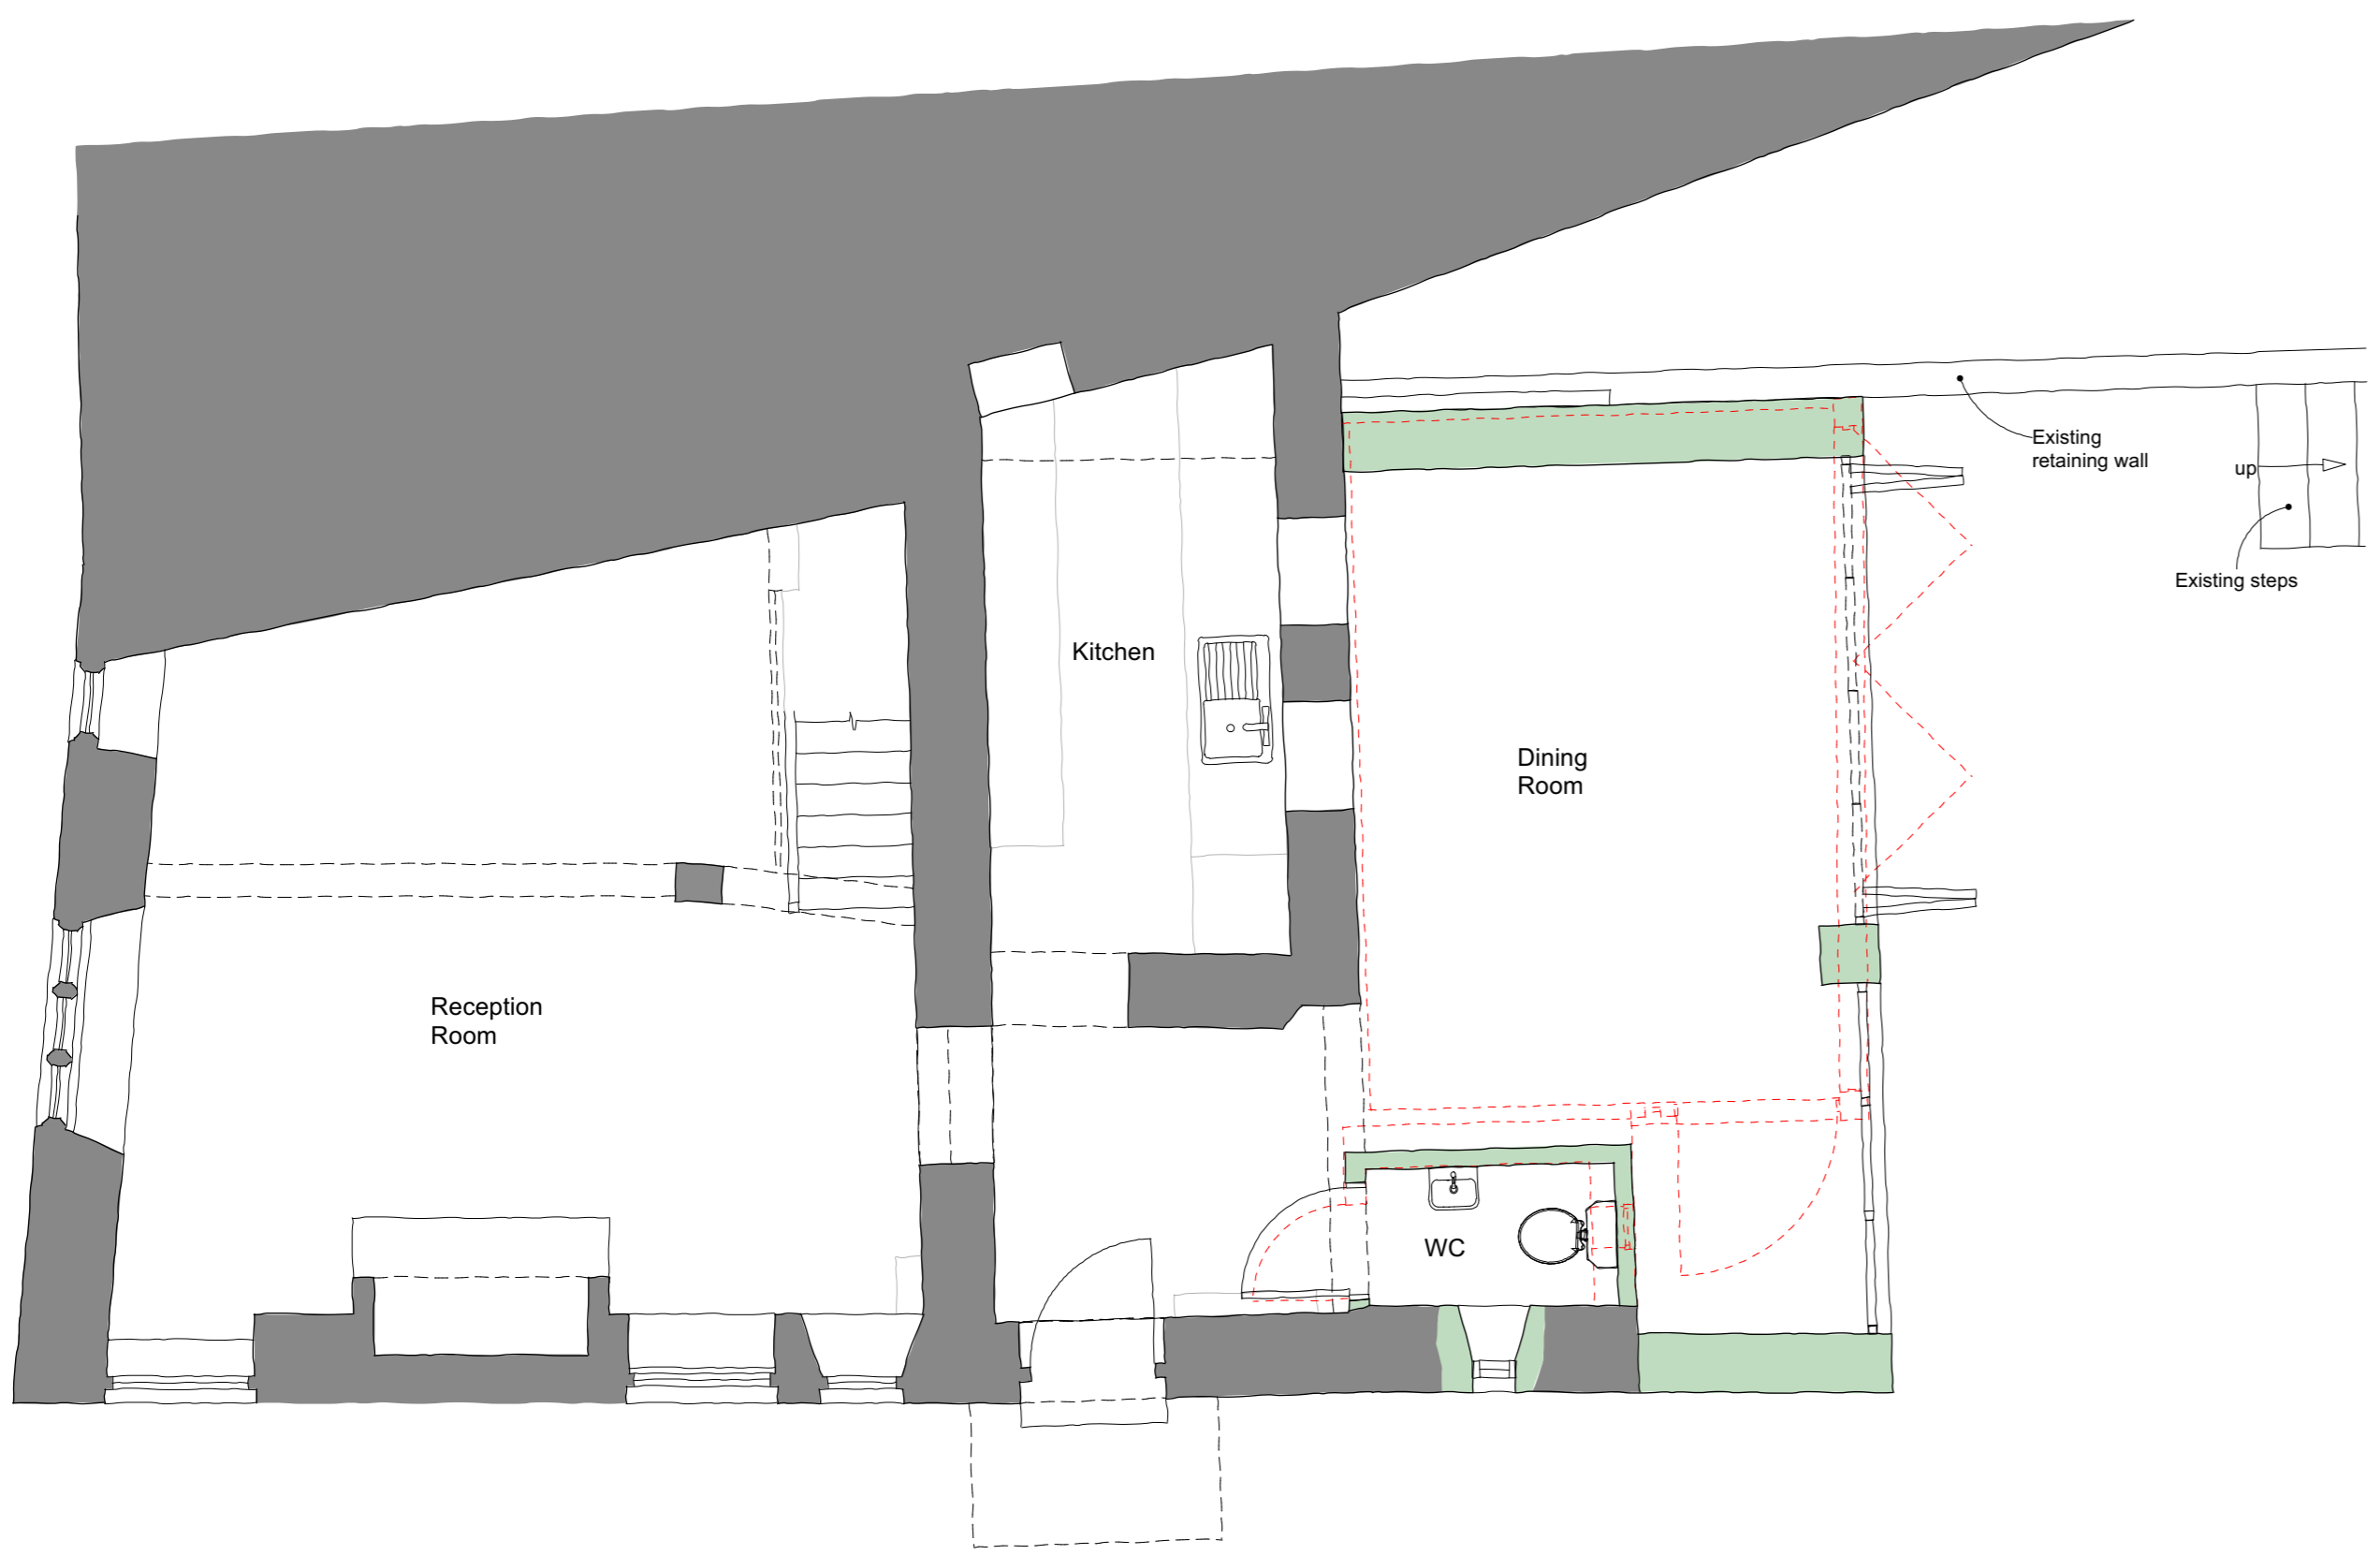 Existing
retaining wall
up
Existing steps
Kitchen
Dining
Room
Reception
Room
WC